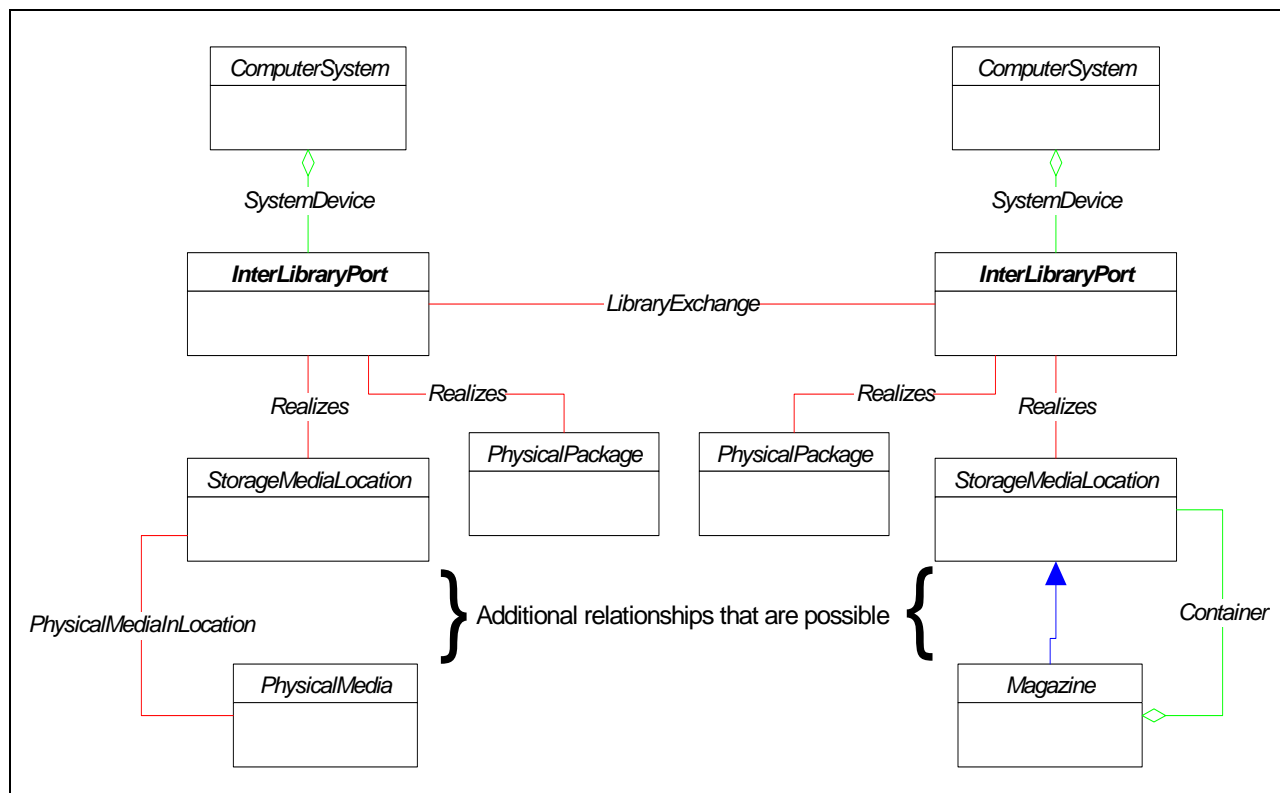 ComputerSystem
ComputerSystem
SystemDevice
SystemDevice
InterLibraryPort
InterLibraryPort
LibraryExchange
Realizes
Realizes
Realizes
Realizes
PhysicalPackage
PhysicalPackage
StorageMediaLocation
StorageMediaLocation
} Additional relationships that are possible {
PhysicalMediaInLocation
Container
PhysicalMedia
Magazine